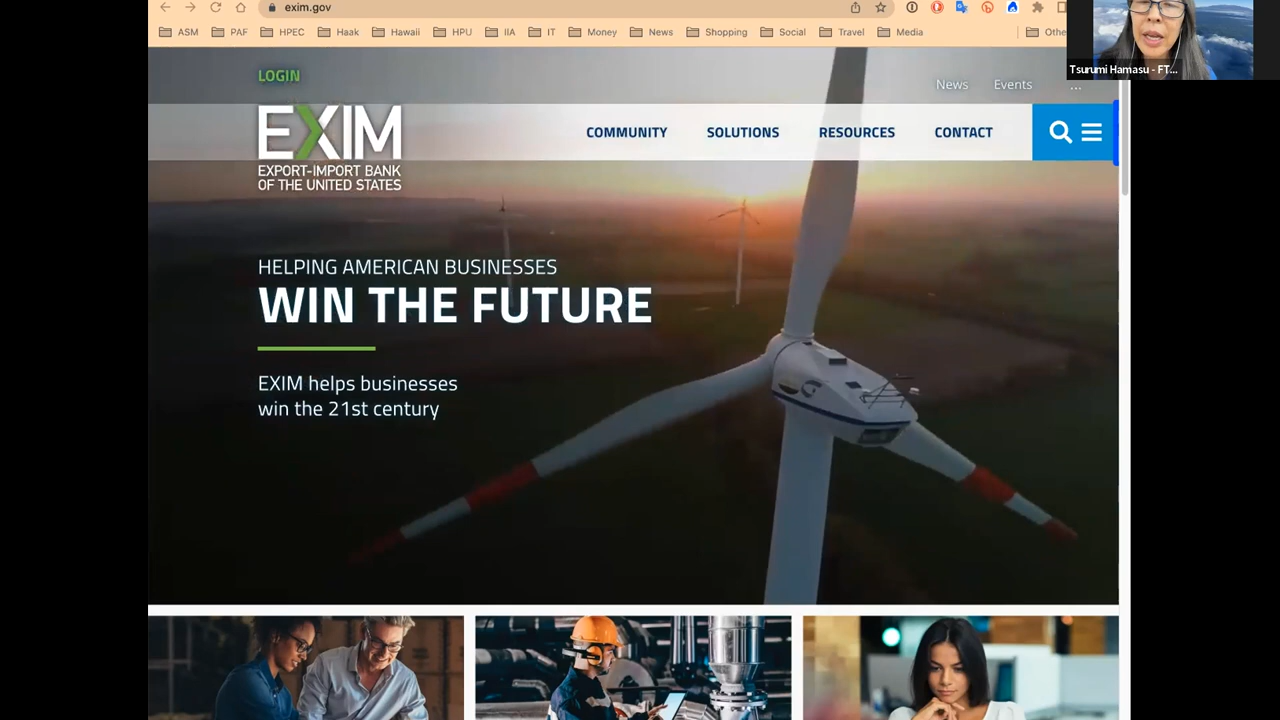 exim.gov
ASM PAF HPEC Haak Hawaii HPU IIA IT Money News Shopping Social Travel Media Othe
Tsurumi Hamasu - FT...
LOGIN
News Events ...
EXIM
EXPORT-IMPORT BANK
OF THE UNITED STATES
COMMUNITY SOLUTIONS RESOURCES CONTACT
HELPING AMERICAN BUSINESSES
WIN THE FUTURE
EXIM helps businesses
win the 21st century